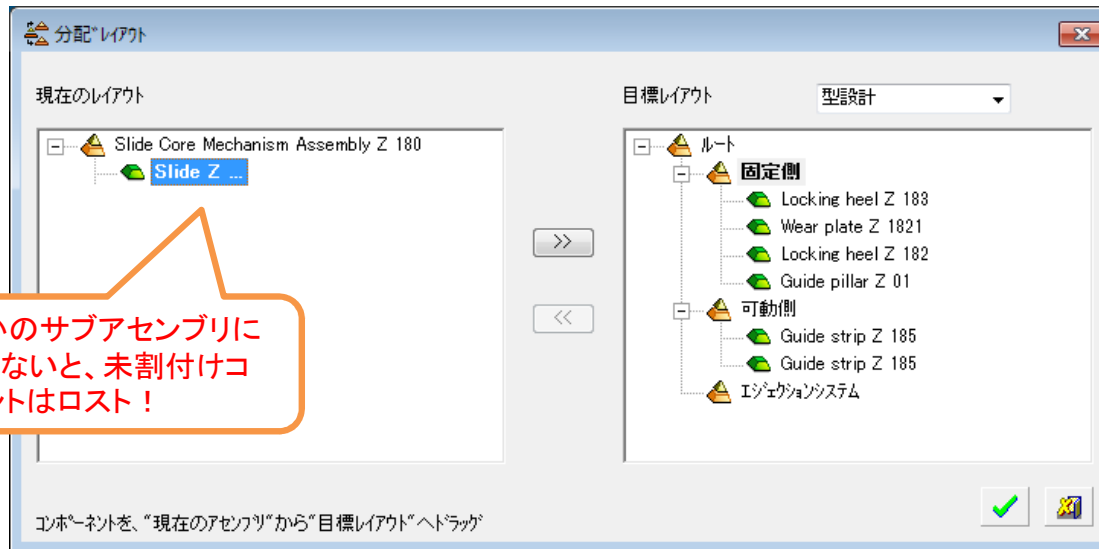 分配ﾞﾚｲｱｳﾄ
現在のﾚｲｱｳﾄ
目標ﾚｲｱｳﾄ
型設計
Slide Core Mechanism Assembly Z 180
Slide Z ...
ﾙｰﾄ
固定側
Locking heel Z 183
Wear plate Z 1821
Locking heel Z 182
Guide pillar Z 01
可動側
Guide strip Z 185
Guide strip Z 185
ｴｼﾞｪｸｼｮﾝｼｽﾃﾑ
>>
<<
いのサブアセンブリに
ないと、未割付けコ
ントはロスト！
ｺﾝﾎﾟｰﾈﾝﾄを、“現在のｱｾﾝﾌﾞﾘ”から“目標ﾚｲｱｳﾄ”へﾄﾞﾗｯｸﾞ